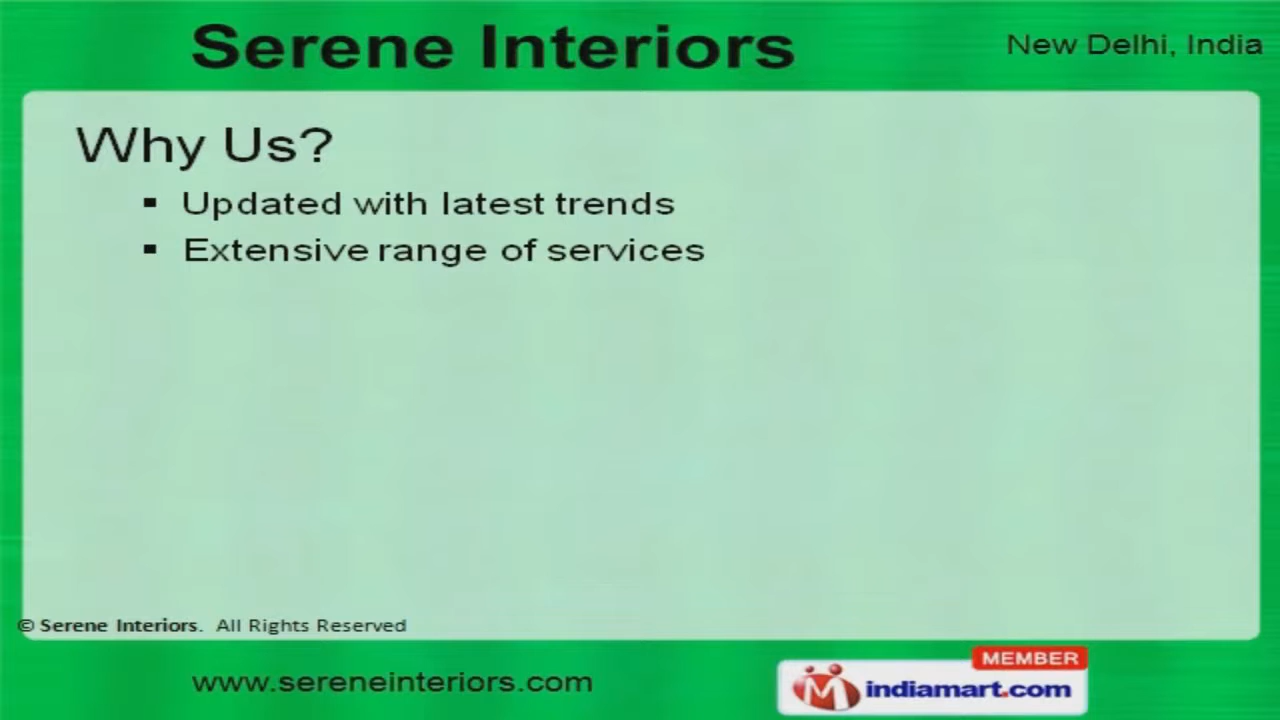 Serene Interiors
New Delhi, India
Why Us?
▪ Updated with latest trends
▪ Extensive range of services
© Serene Interiors. All Rights Reserved
www.sereneinteriors.com
MEMBER
M indiamart.com